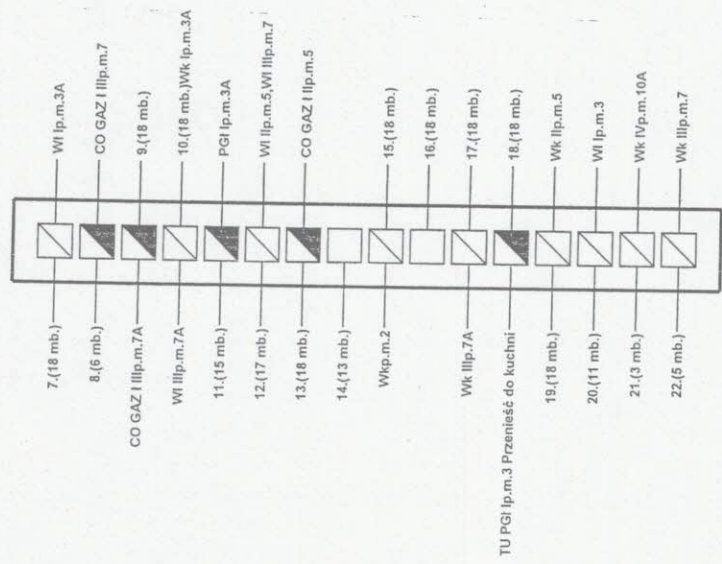 7.(18 mb.) WI Ip.m.3A
8.(6 mb.) CO GAZ I IIIp.m.7
CO GAZ I IIIp.m.7A 9.(18 mb.)
WI IIIp.m.7A 10.(18 mb.)Wk Ip.m.3A
11.(15 mb.) PGI Ip.m.3A
12.(17 mb.) WI IIp.m.5,WI IIIp.m.7
13.(18 mb.) CO GAZ I IIp.m.5
14.(13 mb.)
Wkp.m.2 15.(18 mb.)
16.(18 mb.)
Wk IIIp.7A 17.(18 mb.)
TU PGI Ip.m.3 Przenieść do kuchni 18.(18 mb.)
19.(18 mb.) Wk IIp.m.5
20.(11 mb.) WI Ip.m.3
21.(3 mb.) Wk IVp.m.10A
22.(5 mb.) Wk IIIp.m.7